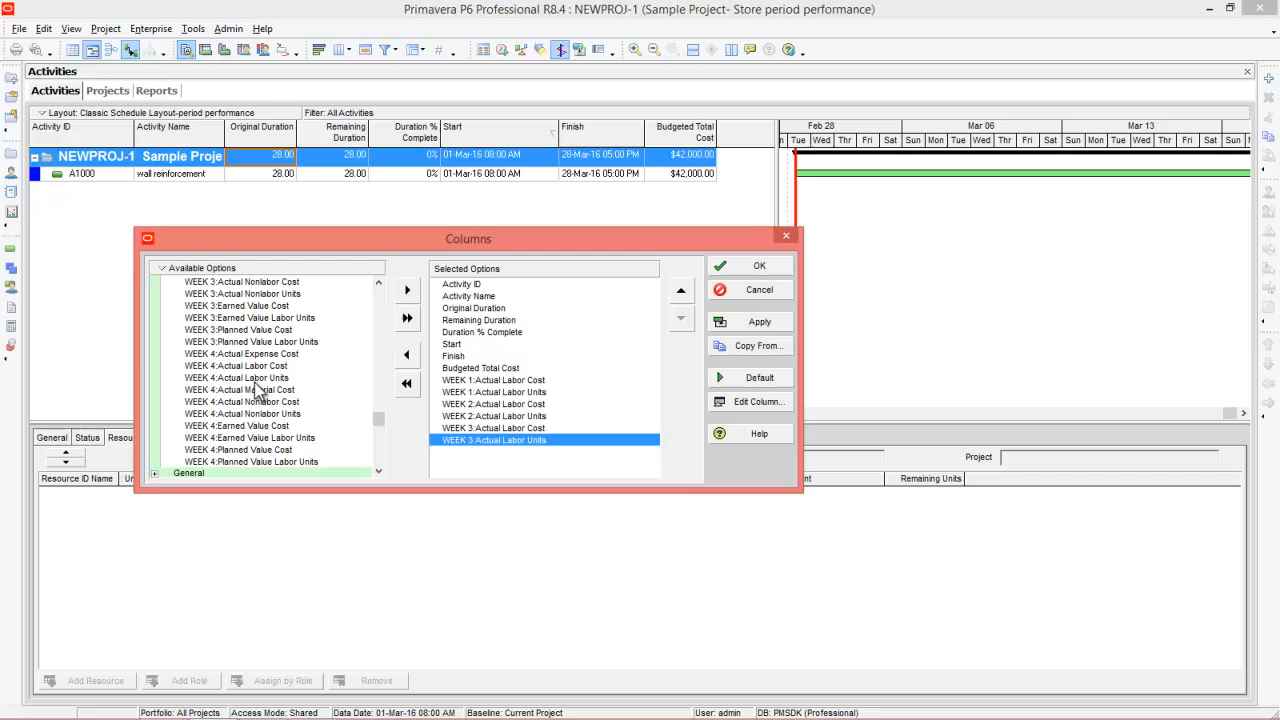 Primavera P6 Professional R8.4 : NEWPROJ-1 (Sample Project- Store period performance)
File Edit View Project Enterprise Tools Admin Help
Activities
Activities Projects Reports
Layout: Classic Schedule Layout-period performance Filter: All Activities
Activity ID Activity Name Original Duration Remaining Duration Duration % Complete Start Finish Budgeted Total Cost
Feb 28 Mar 06 Mar 13
n Tue Wed Thr Fri Sat Sun Mon Tue Wed Thr Fri Sat Sun Mon Tue Wed Thr Fri Sat Sun
NEWPROJ-1 Sample Proje 28.00 28.00 0% 01-Mar-16 08:00 AM 28-Mar-16 05:00 PM $42,000.00
A1000 wall reinforcement 28.00 28.00 0% 01-Mar-16 08:00 AM 28-Mar-16 05:00 PM $42,000.00
Columns
Available Options
WEEK 3:Actual Nonlabor Cost
WEEK 3:Actual Nonlabor Units
WEEK 3:Earned Value Cost
WEEK 3:Earned Value Labor Units
WEEK 3:Planned Value Cost
WEEK 3:Planned Value Labor Units
WEEK 4:Actual Expense Cost
WEEK 4:Actual Labor Cost
WEEK 4:Actual Labor Units
WEEK 4:Actual Material Cost
WEEK 4:Actual Nonlabor Cost
WEEK 4:Actual Nonlabor Units
WEEK 4:Earned Value Cost
WEEK 4:Earned Value Labor Units
WEEK 4:Planned Value Cost
WEEK 4:Planned Value Labor Units
General
Selected Options
Activity ID
Activity Name
Original Duration
Remaining Duration
Duration % Complete
Start
Finish
Budgeted Total Cost
WEEK 1:Actual Labor Cost
WEEK 1:Actual Labor Units
WEEK 2:Actual Labor Cost
WEEK 2:Actual Labor Units
WEEK 3:Actual Labor Cost
WEEK 3:Actual Labor Units
OK
Cancel
Apply
Copy From...
Default
Edit Column...
Help
General Status Resou
Project
Resource ID Name Un nt Remaining Units
Add Resource Add Role Assign by Role Remove
Portfolio: All Projects Access Mode: Shared Data Date: 01-Mar-16 08:00 AM Baseline: Current Project User: admin DB: PMSDK (Professional)